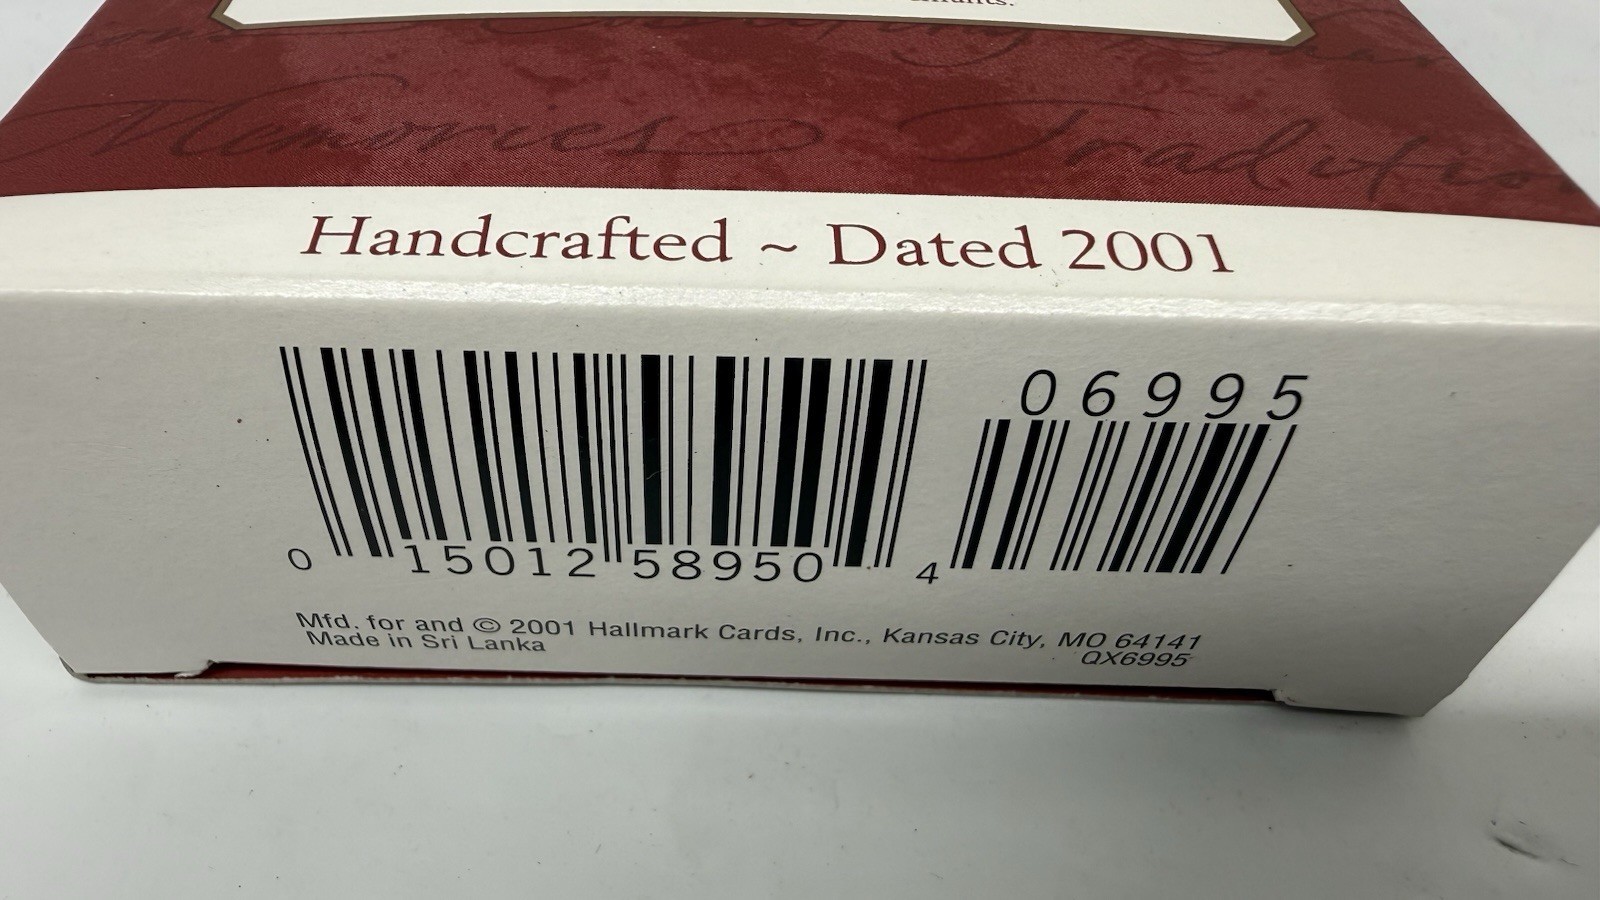 Memories Tradition
Handcrafted ~ Dated 2001
06995
0 15012 58950 4
Mfd. for and © 2001 Hallmark Cards, Inc., Kansas City, MO 64141
Made in Sri Lanka
QX6995